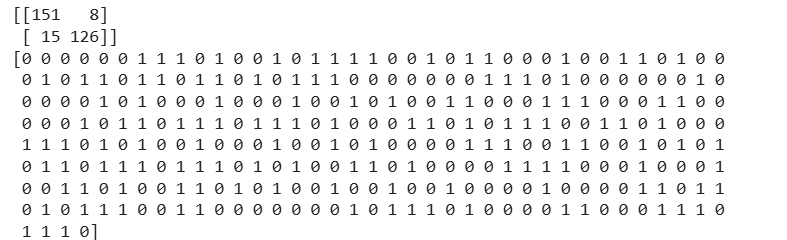 [[151   8]
 [ 15 126]]
[0 0 0 0 0 0 1 1 1 0 1 0 0 1 0 1 1 1 1 0 0 1 0 1 1 0 0 0 1 0 0 1 1 0 1 0 0
 0 1 0 1 1 0 1 1 0 1 1 0 1 0 1 1 1 0 0 0 0 0 0 0 1 1 1 0 1 0 0 0 0 0 0 1 0
 0 0 0 0 1 0 1 0 0 0 1 0 0 0 1 0 0 1 0 1 0 0 1 1 0 0 0 1 1 1 0 0 0 1 1 0 0
 0 0 0 1 0 1 1 0 1 1 1 0 1 1 1 0 1 0 0 0 1 1 0 1 0 1 1 1 0 0 1 1 0 1 0 0 0
 1 1 1 0 1 0 1 0 0 1 0 0 0 1 0 0 1 0 1 0 0 0 0 0 1 1 1 0 0 1 1 0 0 1 0 1 0 1
 0 1 1 0 1 1 1 0 1 1 1 0 1 0 1 0 0 1 1 0 1 0 0 0 0 1 1 1 1 0 0 0 1 0 0 0 1
 0 0 1 1 0 1 0 0 1 1 0 1 0 1 0 0 1 0 0 1 0 0 1 0 0 0 0 1 0 0 0 0 1 1 0 1 1
 0 1 0 1 1 1 0 0 1 1 0 0 0 0 0 0 0 1 0 1 1 1 0 1 0 0 0 0 1 1 0 0 0 1 1 1 0
 1 1 1 0]